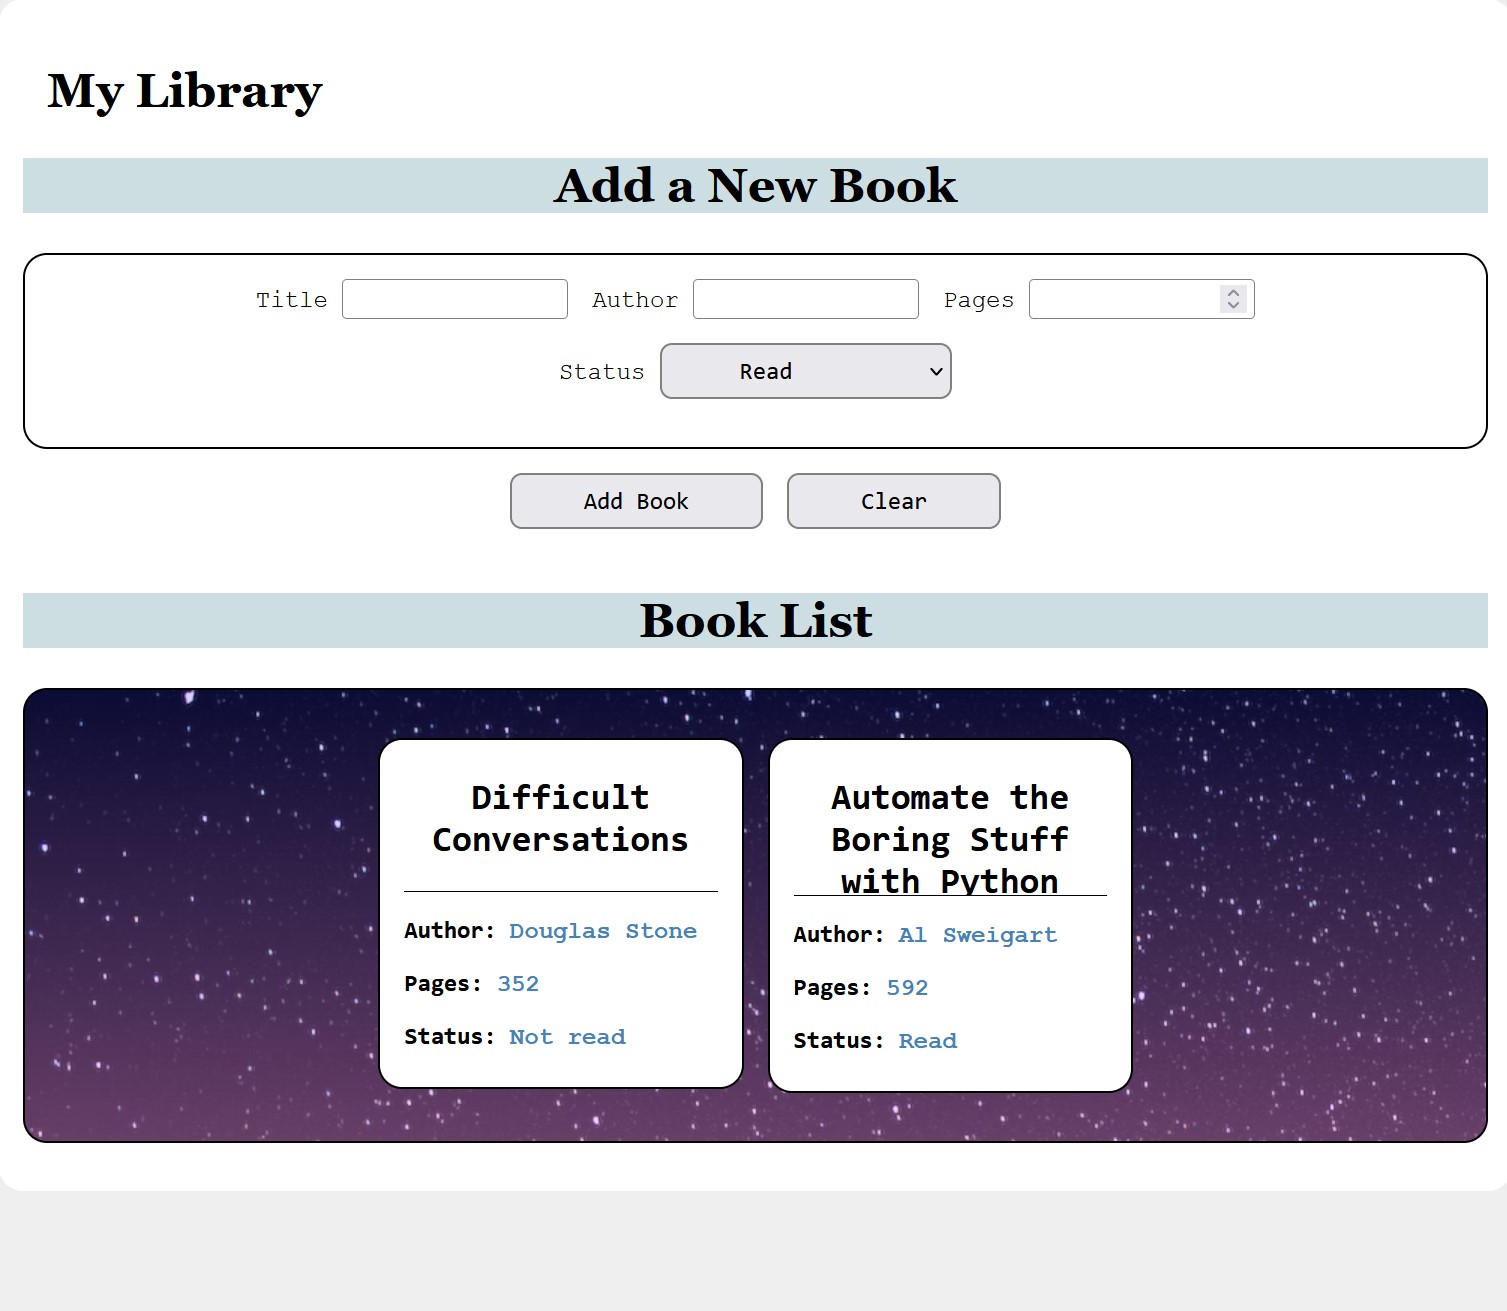 My Library
Add a New Book
Title Author Pages
Status Read
Add Book Clear
Book List
Difficult
Conversations
Author: Douglas Stone
Pages: 352
Status: Not read
Automate the
Boring Stuff
with Python
Author: Al Sweigart
Pages: 592
Status: Read